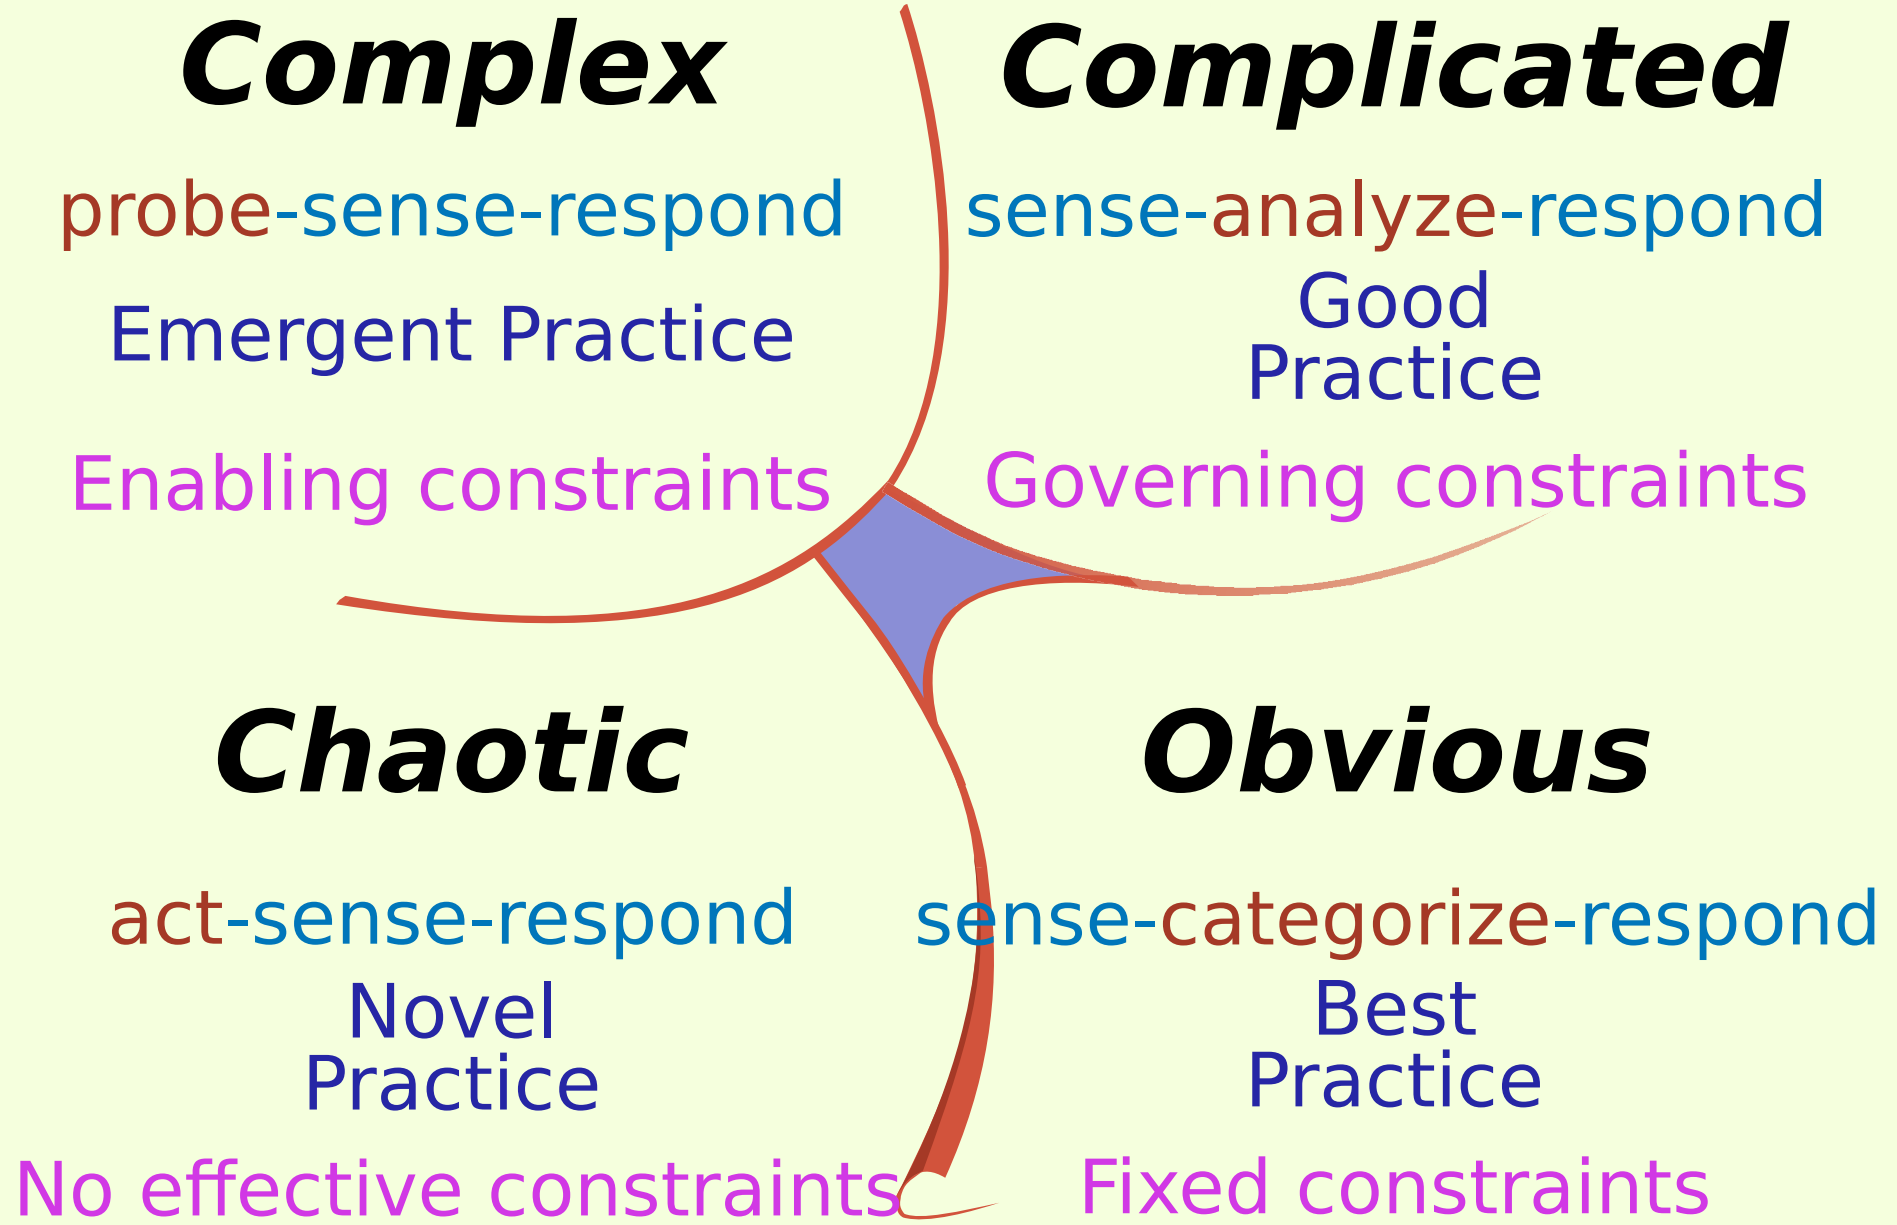 Complex
probe-sense-respond
Emergent Practice
Enabling constraints
Complicated
sense-analyze-respond
Good
Practice
Governing constraints
Chaotic
act-sense-respond
Novel
Practice
No effective constraints
Obvious
sense-categorize-respond
Best
Practice
Fixed constraints